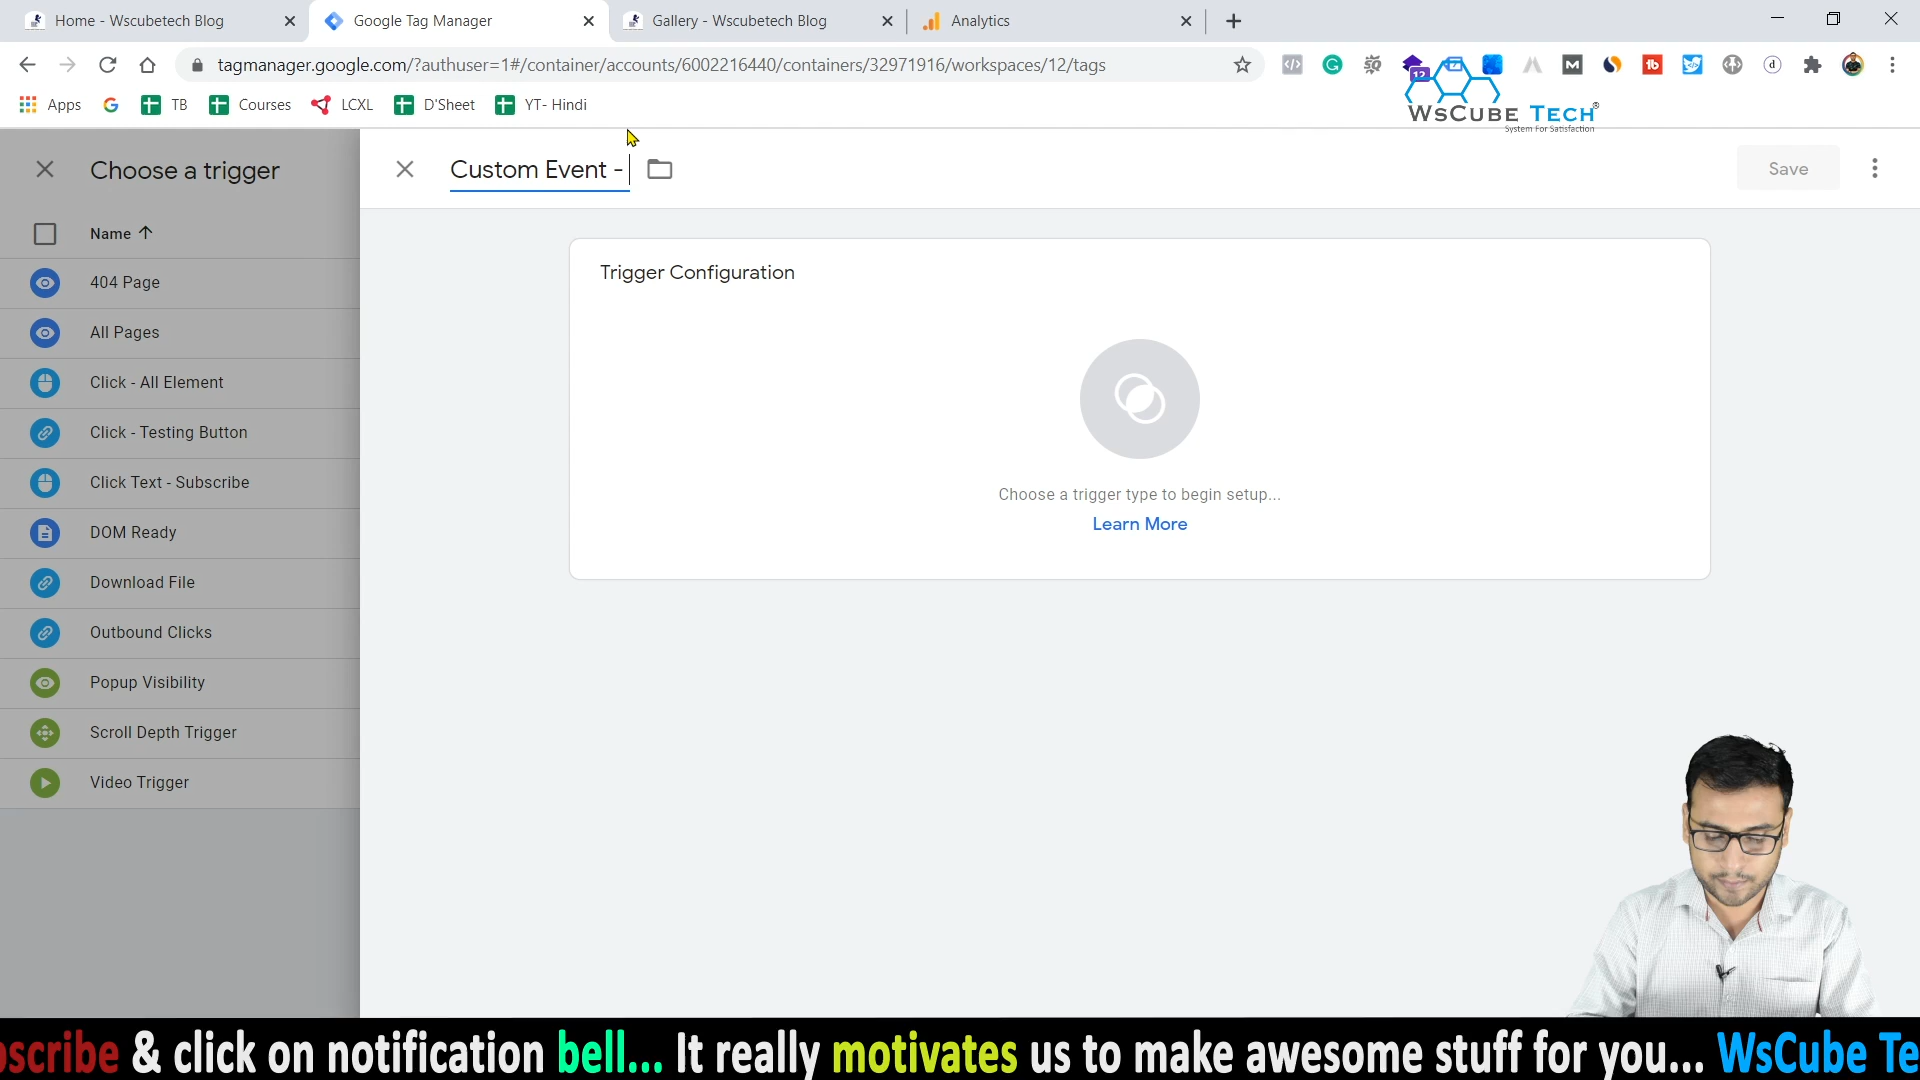 Home - Wscubetech Blog
Google Tag Manager
Gallery - Wscubetech Blog
Analytics
tagmanager.google.com/?authuser=1#/container/accounts/6002216440/containers/32971916/workspaces/12/tags
12
Apps
TB
Courses
LCXL
D'Sheet
YT- Hindi
WsCube Tech®
System For Satisfaction
Choose a trigger
Custom Event -
Save
Name
404 Page
All Pages
Click - All Element
Click - Testing Button
Click Text - Subscribe
DOM Ready
Download File
Outbound Clicks
Popup Visibility
Scroll Depth Trigger
Video Trigger
Trigger Configuration
Choose a trigger type to begin setup...
Learn More
scribe & click on notification bell... It really motivates us to make awesome stuff for you... WsCube Te